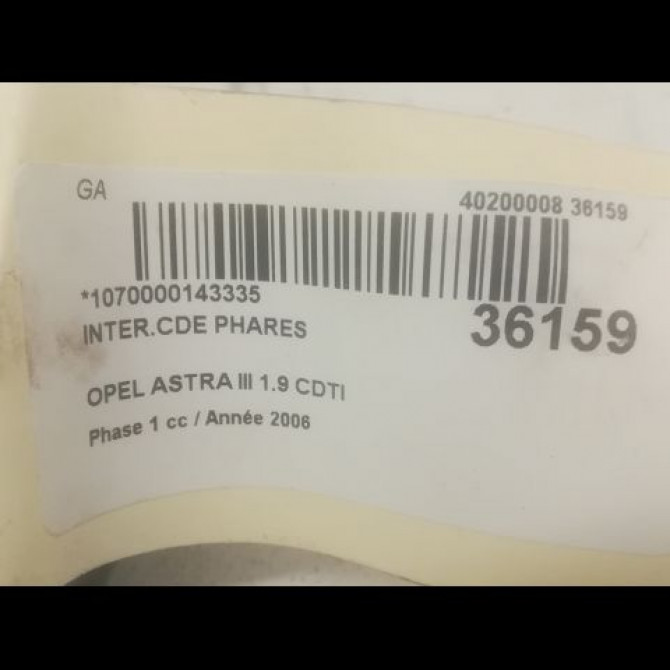 GA
40200008 36159
*1070000143335
36159
INTER.CDE PHARES
OPEL ASTRA III 1.9 CDTI
Phase 1 cc / Année 2006